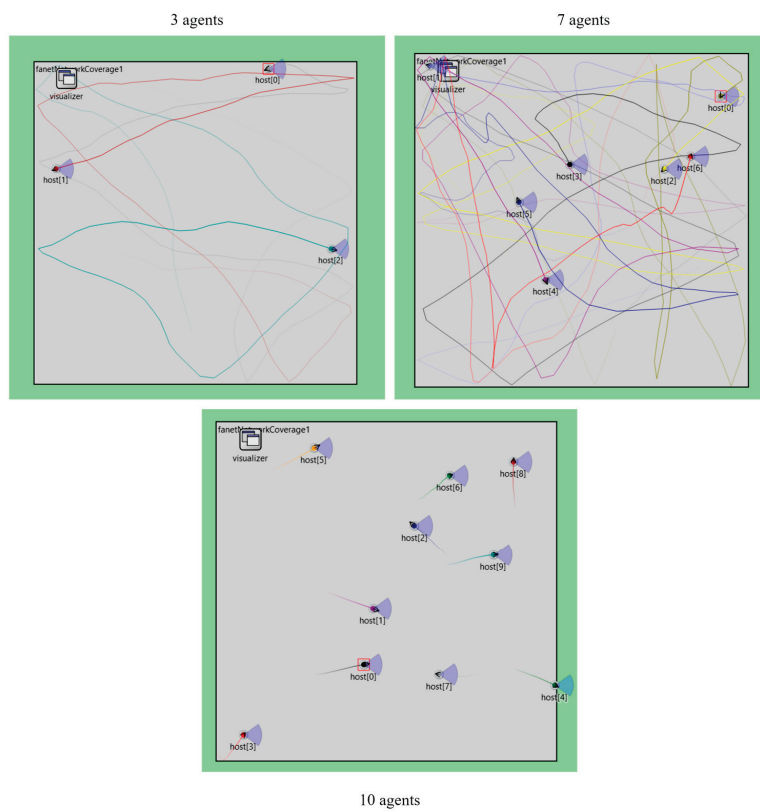 3 agents
7 agents
fanetNetworkCoverage1
visualizer
host[0]
host[1]
host[2]
fanetNetworkCoverage1
host[1]
visualizer
host[0]
host[3]
host[2]
host[6]
host[5]
host[4]
fanetNetworkCoverage1
visualizer
host[5]
host[6]
host[8]
host[2]
host[9]
host[1]
host[0]
host[7]
host[4]
host[3]
10 agents